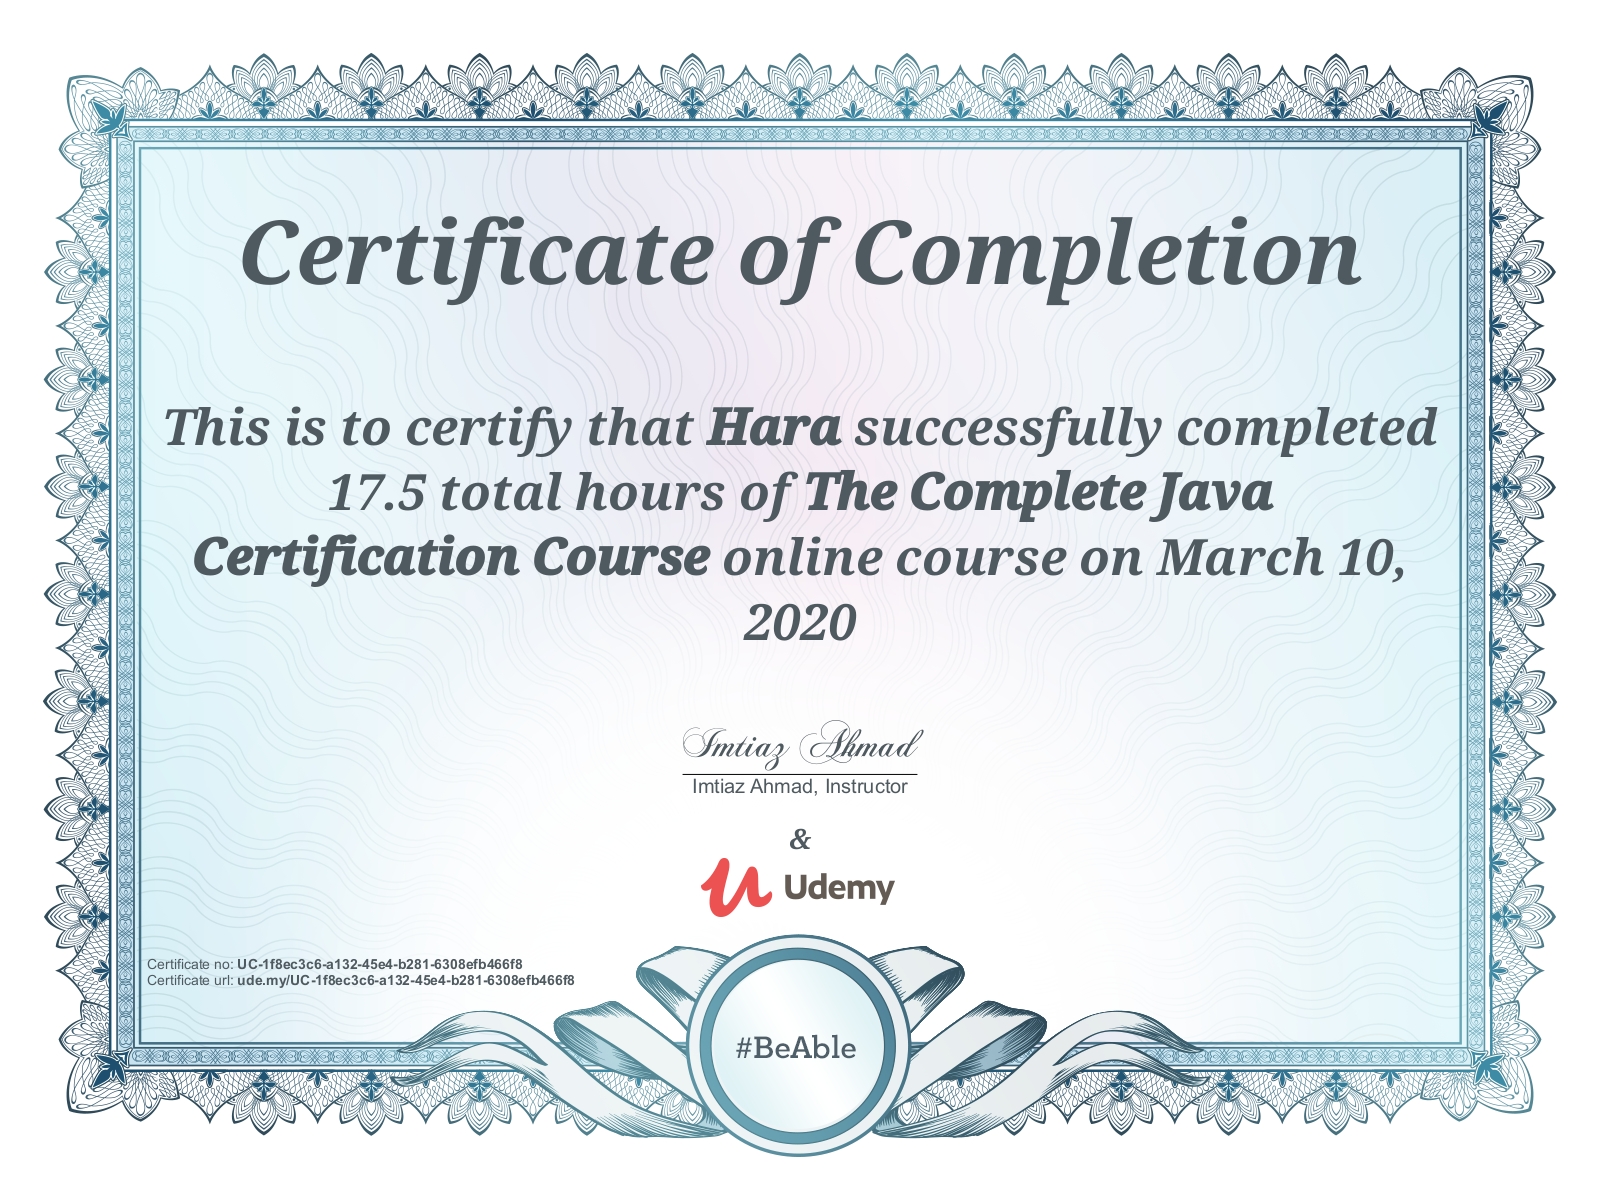 Certificate of Completion
This is to certify that Hara successfully completed
17.5 total hours of The Complete Java
Certification Course online course on March 10,
2020
Imtiaz Ahmad
Imtiaz Ahmad, Instructor
&
Udemy
Certificate no: UC-1f8ec3c6-a132-45e4-b281-6308efb466f8
Certificate url: ude.my/UC-1f8ec3c6-a132-45e4-b281-6308efb466f8
#BeAble